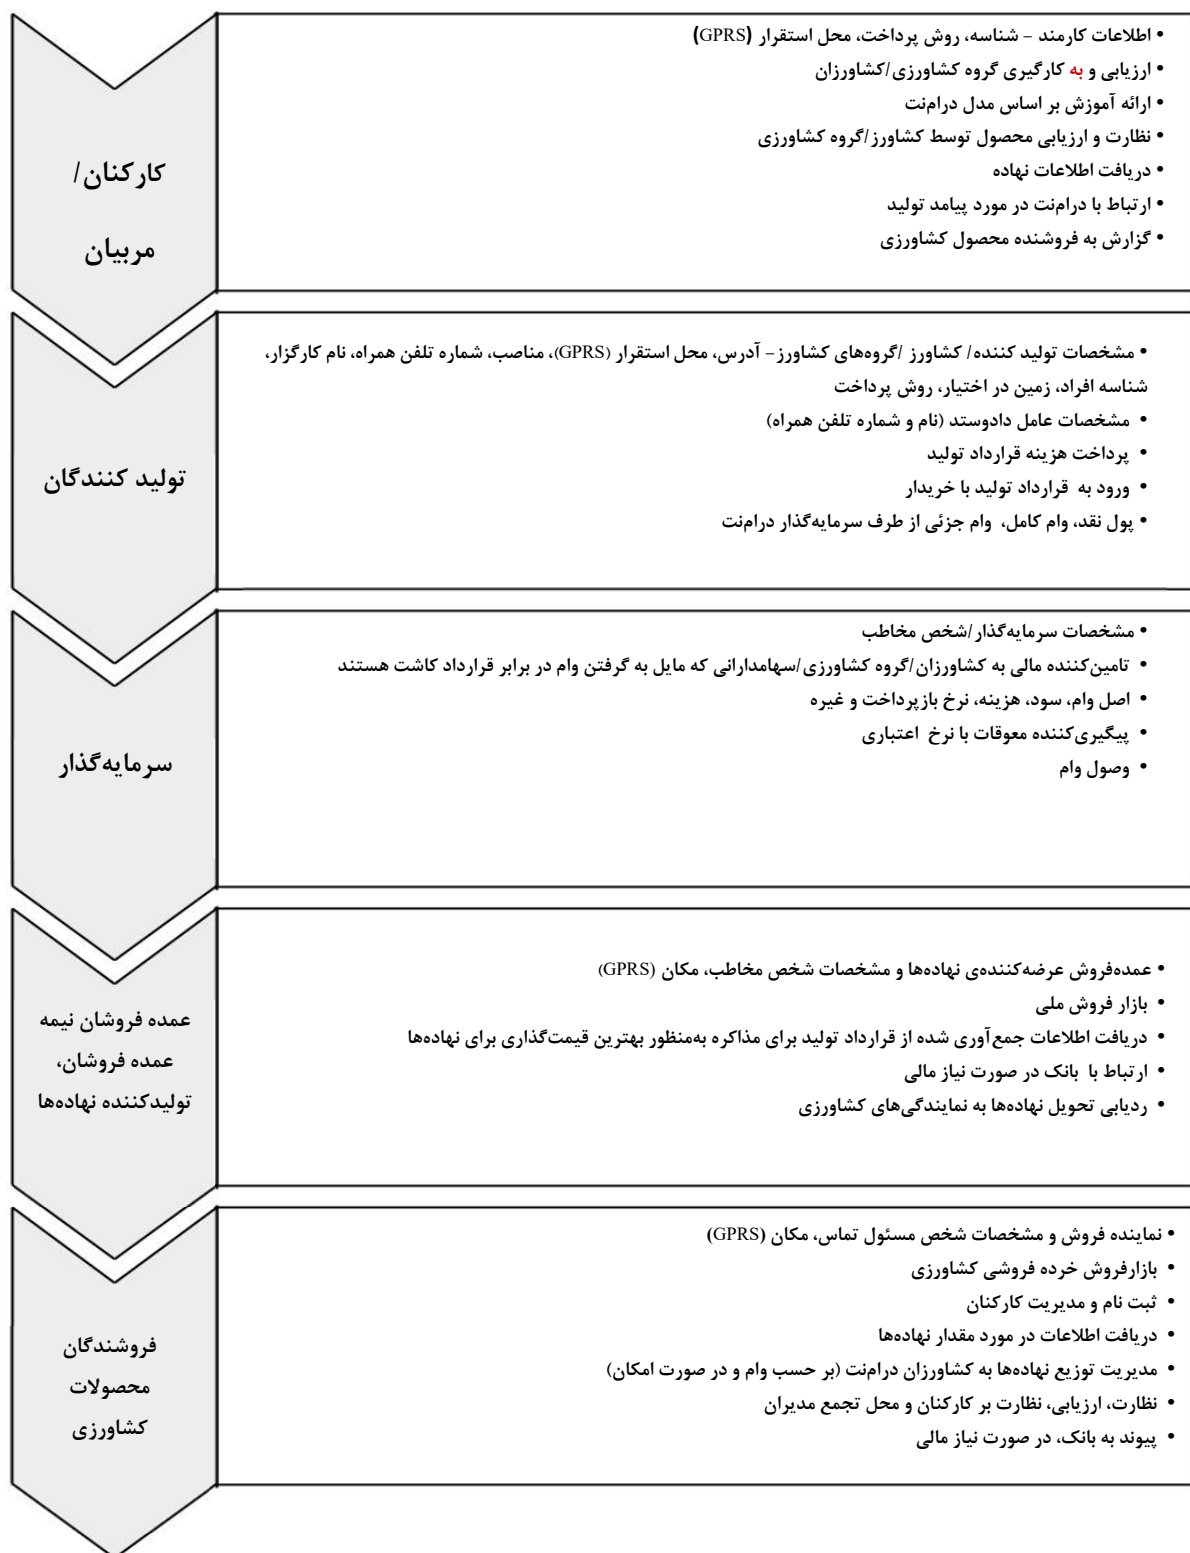 • اطلاعات کارمند – شناسه، روش پرداخت، محل استقرار (GPRS)
• ارزیابی و به کارگیری گروه کشاورزی/کشاورزان
• ارائه آموزش بر اساس مدل درام‌نت
• نظارت و ارزیابی محصول توسط کشاورز/گروه کشاورزی
• دریافت اطلاعات نهاده
• ارتباط با درام‌نت در مورد پیامد تولید
• گزارش به فروشنده محصول کشاورزی
کارکنان/
مربیان
• مشخصات تولید کننده/ کشاورز /گروه‌های کشاورز– آدرس، محل استقرار (GPRS)، مناصب، شماره تلفن همراه، نام کارگزار،
شناسه افراد، زمین در اختیار، روش پرداخت
• مشخصات عامل دادوستد (نام و شماره تلفن همراه)
• پرداخت هزینه قرارداد تولید
• ورود به قرارداد تولید با خریدار
• پول نقد، وام کامل، وام جزئی از طرف سرمایه‌گذار درام‌نت
تولید کنندگان
• مشخصات سرمایه‌گذار/شخص مخاطب
• تامین‌کننده مالی به کشاورزان/گروه کشاورزی/سهامدارانی که مایل به گرفتن وام در برابر قرارداد کاشت هستند
• اصل وام، سود، هزینه، نرخ بازپرداخت و غیره
• پیگیری‌کننده معوقات با نرخ اعتباری
• وصول وام
سرمایه‌گذار
• عمده‌فروش عرضه‌کننده‌ی نهاده‌ها و مشخصات شخص مخاطب، مکان (GPRS)
• بازار فروش ملی
• دریافت اطلاعات جمع‌آوری شده از قرارداد تولید برای مذاکره به‌منظور بهترین قیمت‌گذاری برای نهاده‌ها
• ارتباط با بانک در صورت نیاز مالی
• ردیابی تحویل نهاده‌ها به نمایندگی‌های کشاورزی
عمده فروشان نیمه
عمده فروشان،
تولیدکننده نهاده‌ها
• نماینده فروش و مشخصات شخص مسئول تماس، مکان (GPRS)
• بازارفروش خرده فروشی کشاورزی
• ثبت نام و مدیریت کارکنان
• دریافت اطلاعات در مورد مقدار نهاده‌ها
• مدیریت توزیع نهاده‌ها به کشاورزان درام‌نت (بر حسب وام و در صورت امکان)
• نظارت، ارزیابی، نظارت بر کارکنان و محل تجمع مدیران
• پیوند به بانک، در صورت نیاز مالی
فروشندگان
محصولات
کشاورزی